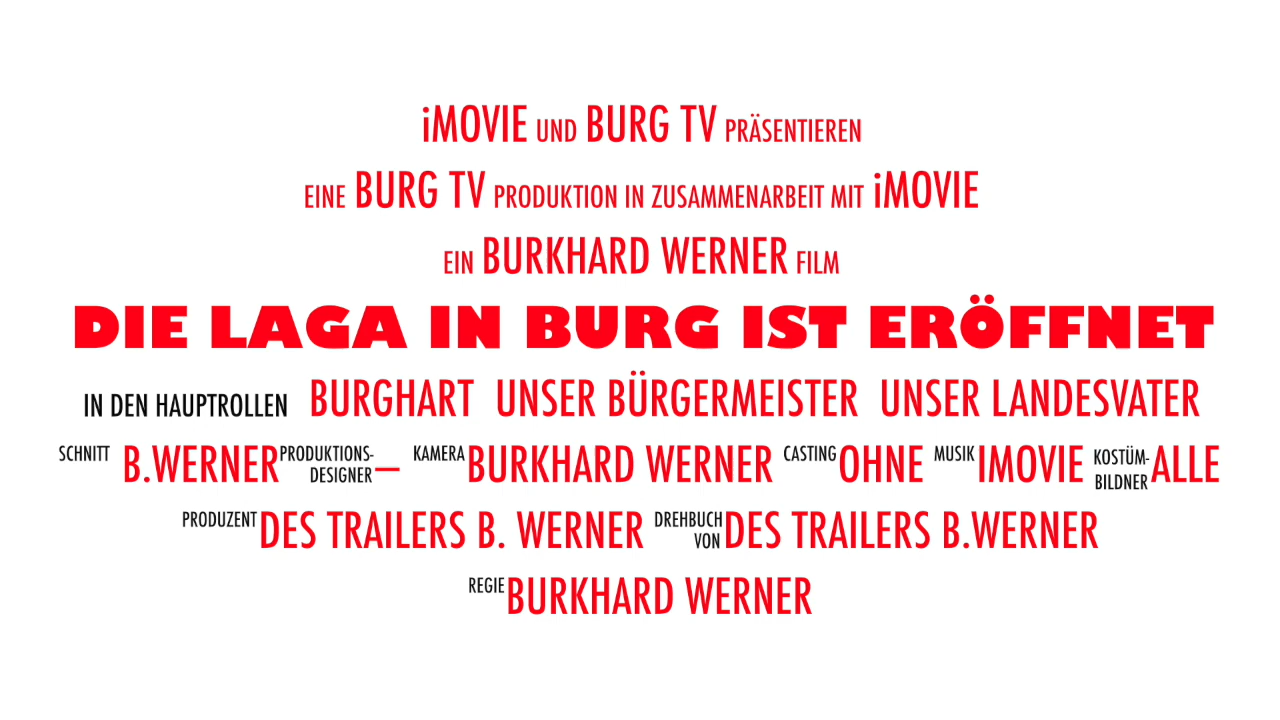 iMOVIE UND BURG TV PRÄSENTIEREN
EINE BURG TV PRODUKTION IN ZUSAMMENARBEIT MIT iMOVIE
EIN BURKHARD WERNER FILM
DIE LAGA IN BURG IST ERÖFFNET
IN DEN HAUPTROLLEN BURGHART UNSER BÜRGERMEISTER UNSER LANDESVATER
SCHNITT B.WERNER PRODUKTIONS-DESIGNER – KAMERA BURKHARD WERNER CASTING OHNE MUSIK IMOVIE KOSTÜM-BILDNER ALLE
PRODUZENT DES TRAILERS B. WERNER DREHBUCH VON DES TRAILERS B.WERNER
REGIE BURKHARD WERNER